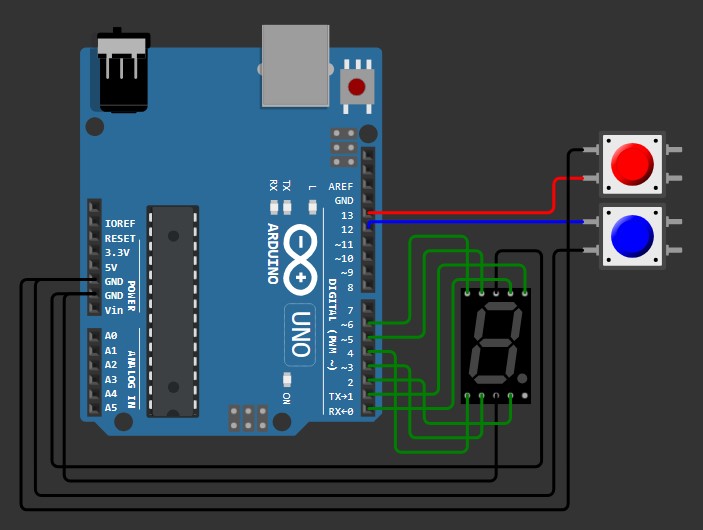 RX
TX
L
AREF
GND
13
12
~11
~10
~9
8
7
~6
~5
4
~3
2
TX→1
RX←0
IOREF
RESET
3.3V
5V
GND
GND
Vin
POWER
A0
A1
A2
A3
A4
A5
ANALOG IN
ARDUINO
UNO
DIGITAL (PWM ~)
ON